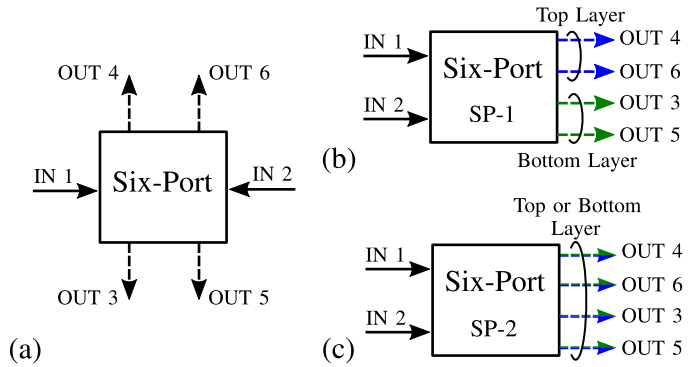 OUT 4
OUT 6
IN 1
Six-Port
IN 2
OUT 3
OUT 5
(a)
Top Layer
IN 1
OUT 4
Six-Port
OUT 6
IN 2
SP-1
OUT 3
OUT 5
(b)
Bottom Layer
Top or Bottom
Layer
IN 1
OUT 4
Six-Port
OUT 6
IN 2
SP-2
OUT 3
OUT 5
(c)